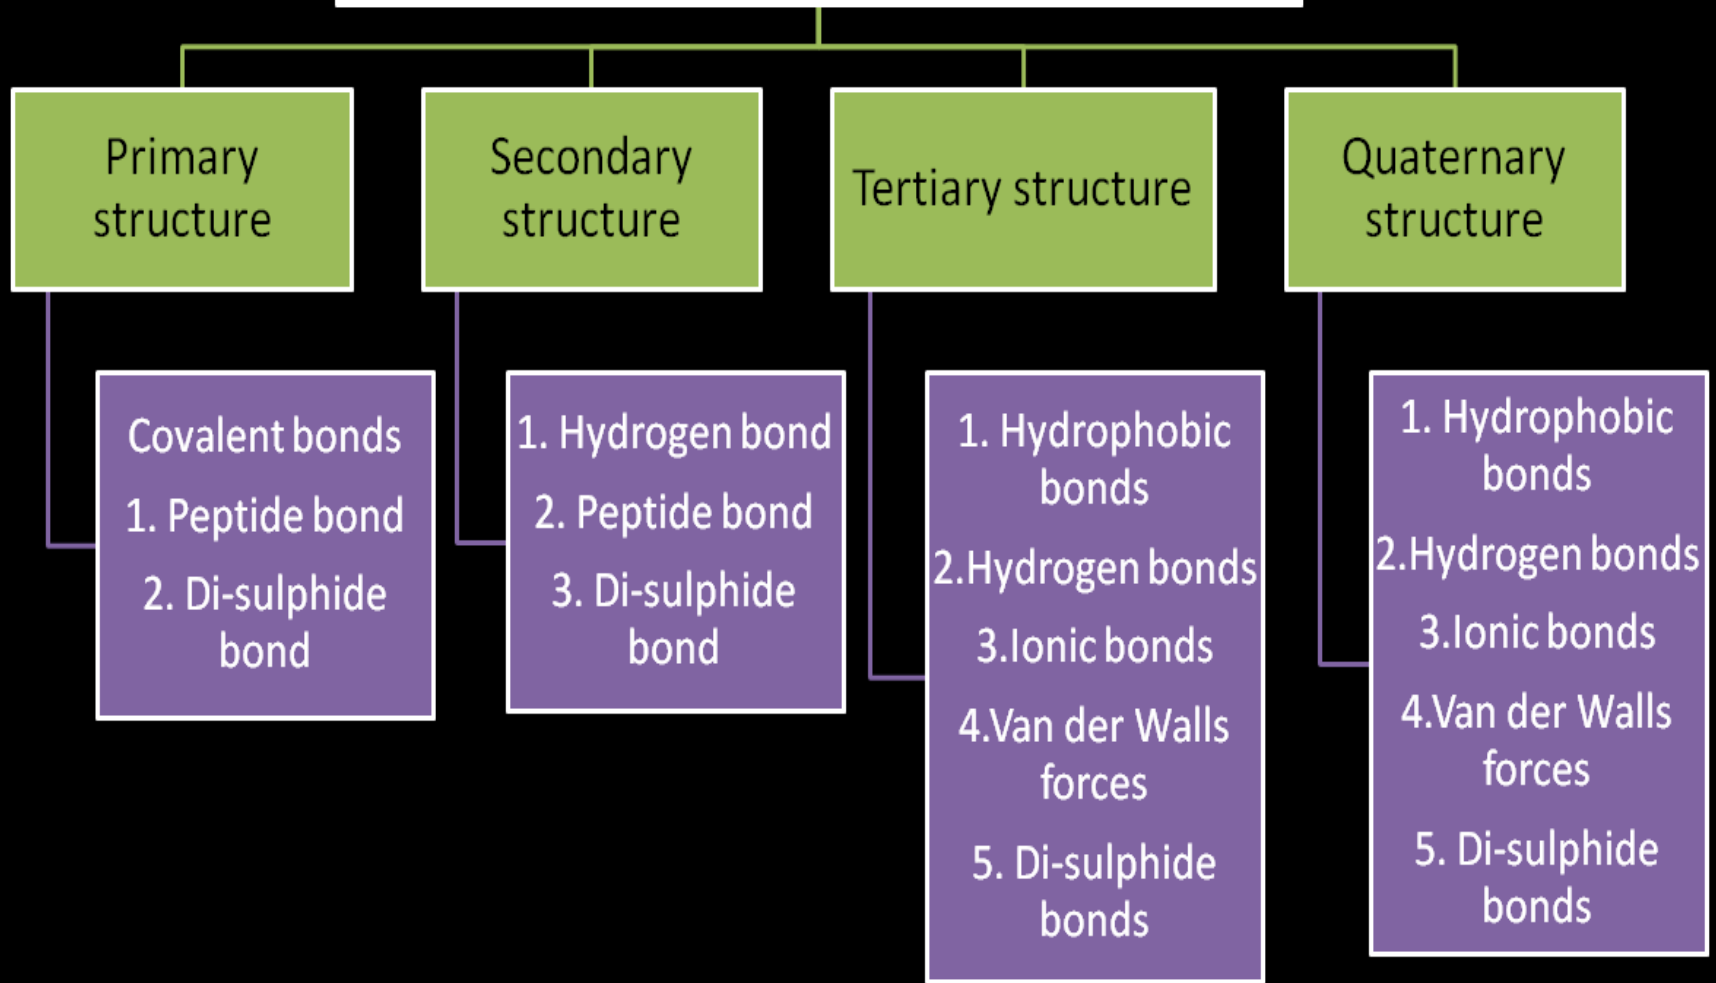 Primary
structure
Covalent bonds
1. Peptide bond
2. Di-sulphide
bond
Secondary
structure
1. Hydrogen bond
2. Peptide bond
3. Di-sulphide
bond
Tertiary structure
1. Hydrophobic
bonds
2.Hydrogen bonds
3.Ionic bonds
4.Van der Walls
forces
5. Di-sulphide
bonds
Quaternary
structure
1. Hydrophobic
bonds
2.Hydrogen bonds
3.Ionic bonds
4.Van der Walls
forces
5. Di-sulphide
bonds